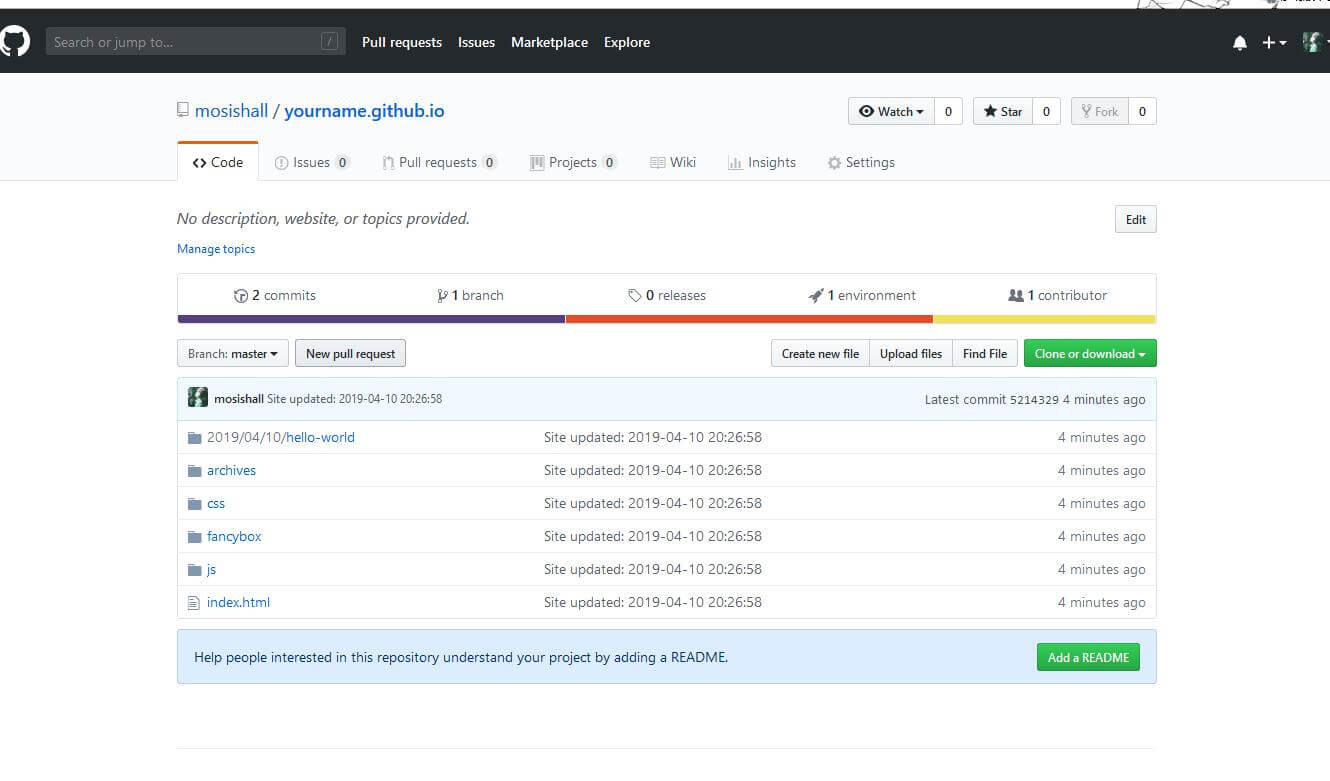 Search or jump to... /
Pull requests Issues Marketplace Explore
mosishall / yourname.github.io
Watch 0 Star 0 Fork 0
Code Issues 0 Pull requests 0 Projects 0 Wiki Insights Settings
No description, website, or topics provided. Edit
Manage topics
2 commits 1 branch 0 releases 1 environment 1 contributor
Branch: master New pull request Create new file Upload files Find File Clone or download
mosishall Site updated: 2019-04-10 20:26:58 Latest commit 5214329 4 minutes ago
2019/04/10/hello-world Site updated: 2019-04-10 20:26:58 4 minutes ago
archives Site updated: 2019-04-10 20:26:58 4 minutes ago
css Site updated: 2019-04-10 20:26:58 4 minutes ago
fancybox Site updated: 2019-04-10 20:26:58 4 minutes ago
js Site updated: 2019-04-10 20:26:58 4 minutes ago
index.html Site updated: 2019-04-10 20:26:58 4 minutes ago
Help people interested in this repository understand your project by adding a README. Add a README